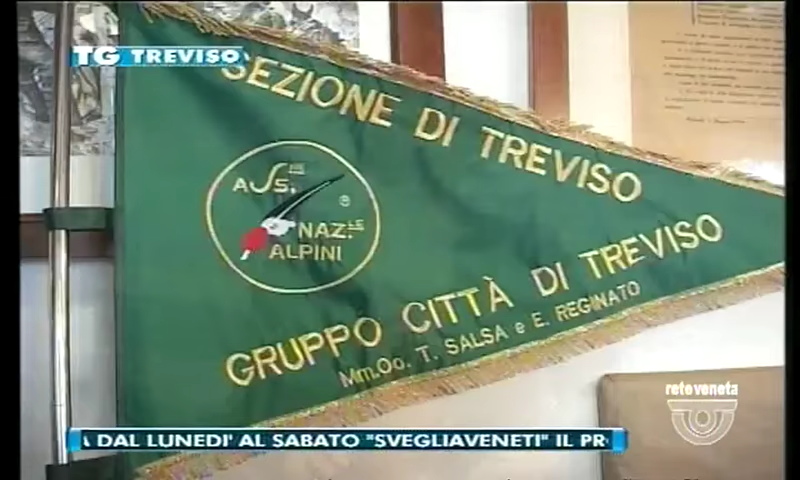 TG TREVISO
SEZIONE DI TREVISO
ASS.
NAZ.LE
ALPINI
®
GRUPPO CITTÀ DI TREVISO
Mm.Oo. T. SALSA e E. REGINATO
reteveneta
A DAL LUNEDI' AL SABATO "SVEGLIAVENETI" IL PR